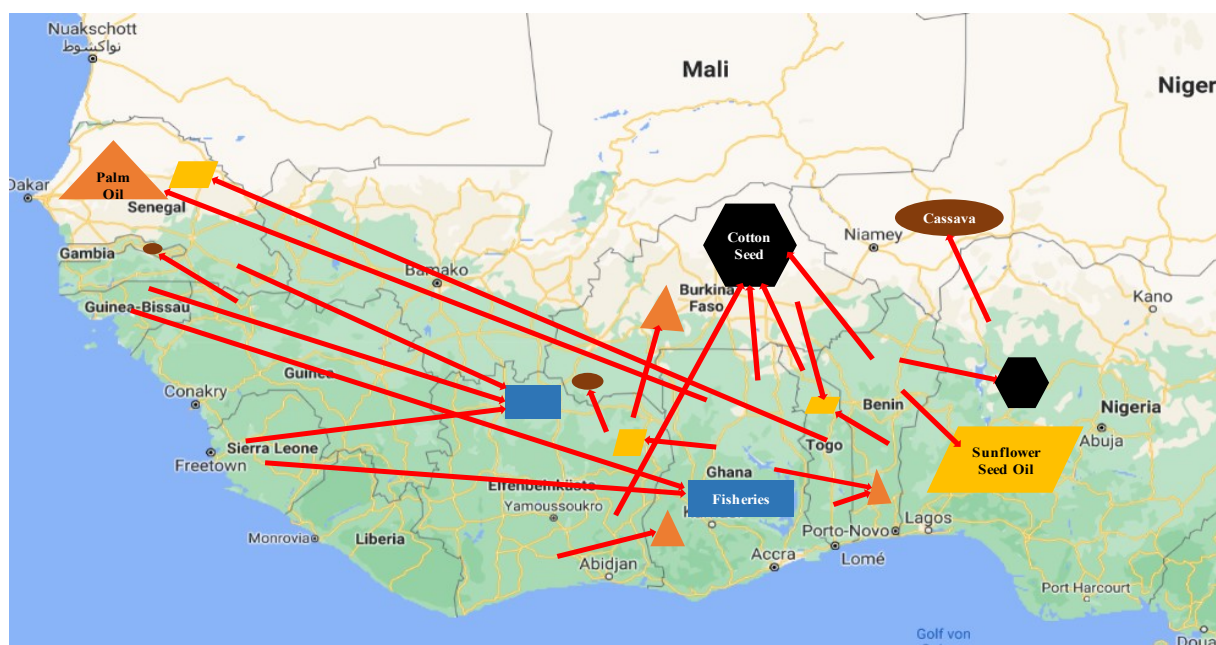 Nuakschott
نواكشوط
Mali
Niger
Palm
Oil
Dakar
Senegal
Cassava
Cotton
Seed
Niamey
Gambia
Bamako
Burkina
Faso
Kano
Guinea-Bissau
Guinea
Conakry
Benin
Nigeria
Abuja
Sierra Leone
Freetown
Togo
Sunflower
Seed Oil
Ghana
Elfenbeinküste
Fisheries
Yamoussoukro
Porto-Novo
Lagos
Monrovia
Liberia
Accra
Lomé
Abidjan
Port Harcourt
Golf von